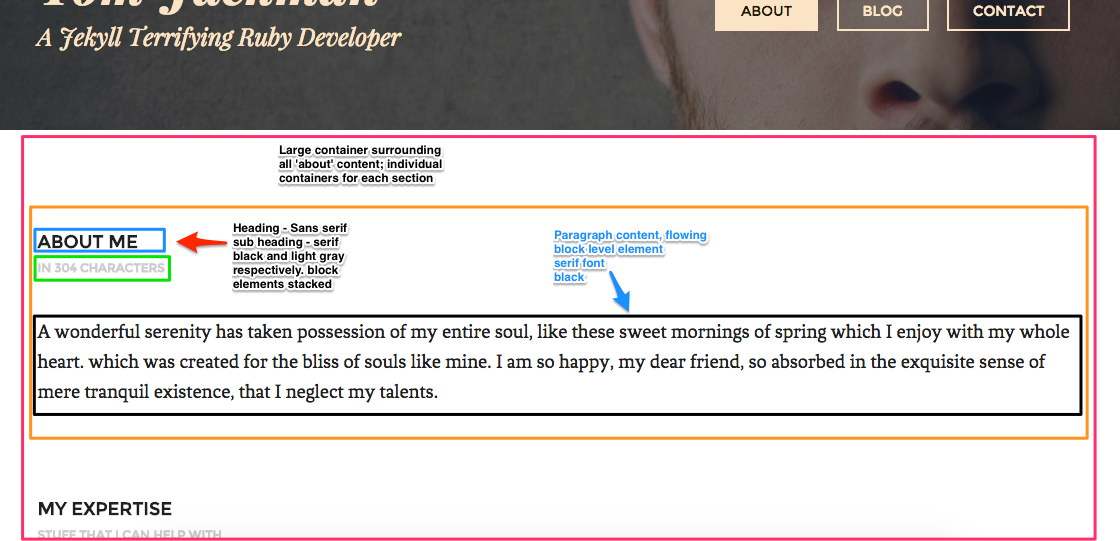 Tom Jackman
A Jekyll Terrifying Ruby Developer
ABOUT
BLOG
CONTACT
Large container surrounding
all 'about' content; individual
containers for each section
ABOUT ME
IN 304 CHARACTERS
Heading - Sans serif
sub heading - serif
black and light gray
respectively. block
elements stacked
Paragraph content, flowing
block level element
serif font
black
A wonderful serenity has taken possession of my entire soul, like these sweet mornings of spring which I enjoy with my whole
heart. which was created for the bliss of souls like mine. I am so happy, my dear friend, so absorbed in the exquisite sense of
mere tranquil existence, that I neglect my talents.
MY EXPERTISE
STUFF THAT I CAN HELP WITH